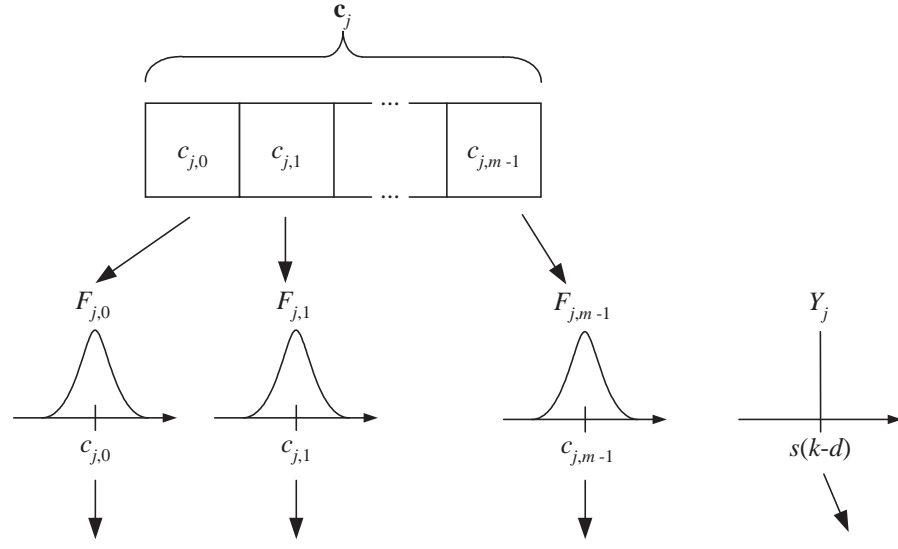 c_j
...
c_{j,0} c_{j,1} c_{j,m-1}
...
F_{j,0} F_{j,1} F_{j,m-1} Y_j
c_{j,0} c_{j,1} c_{j,m-1} s(k-d)